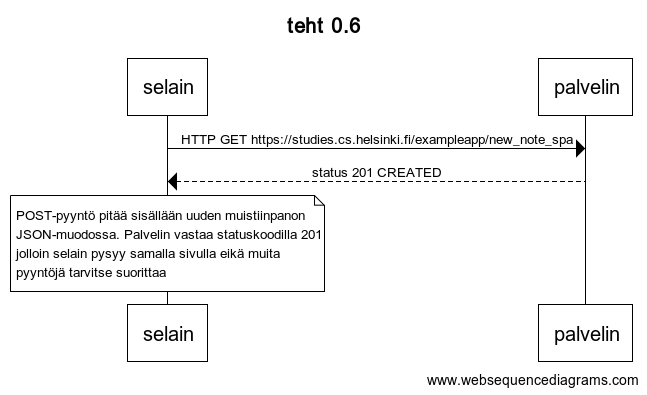 teht 0.6
selain
palvelin
HTTP GET https://studies.cs.helsinki.fi/exampleapp/new_note_spa
status 201 CREATED
POST-pyyntö pitää sisällään uuden muistiinpanon
JSON-muodossa. Palvelin vastaa statuskoodilla 201
jolloin selain pysyy samalla sivulla eikä muita
pyyntöjä tarvitse suorittaa
selain
palvelin
www.websequencediagrams.com